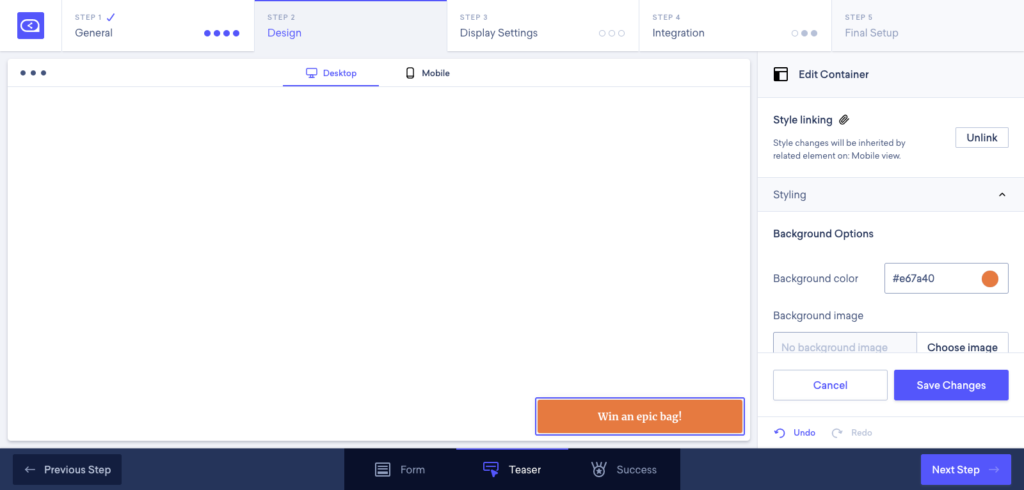 STEP 1
General
STEP 2
Design
STEP 3
Display Settings
STEP 4
Integration
STEP 5
Final Setup
Desktop
Mobile
Win an epic bag!
Edit Container
Style linking
Unlink
Style changes will be inherited by
related element on: Mobile view.
Styling
Background Options
Background color
#e67a40
Background image
No background image
Choose image
Cancel
Save Changes
Undo
Redo
Previous Step
Form
Teaser
Success
Next Step